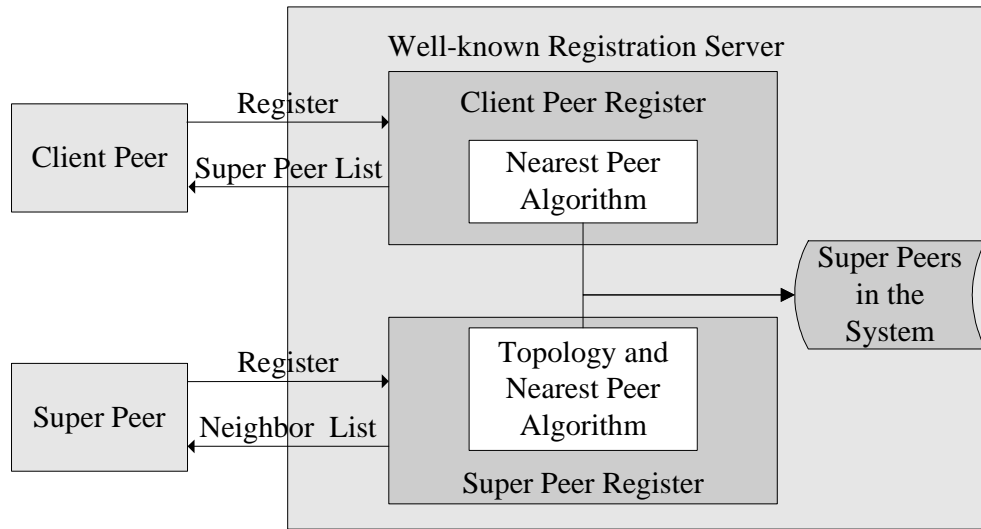 Well-known Registration Server
Register
Client Peer Register
Client Peer
Super Peer List
Nearest Peer
Algorithm
Super Peers
in the
System
Register
Topology and
Nearest Peer
Algorithm
Super Peer
Neighbor List
Super Peer Register